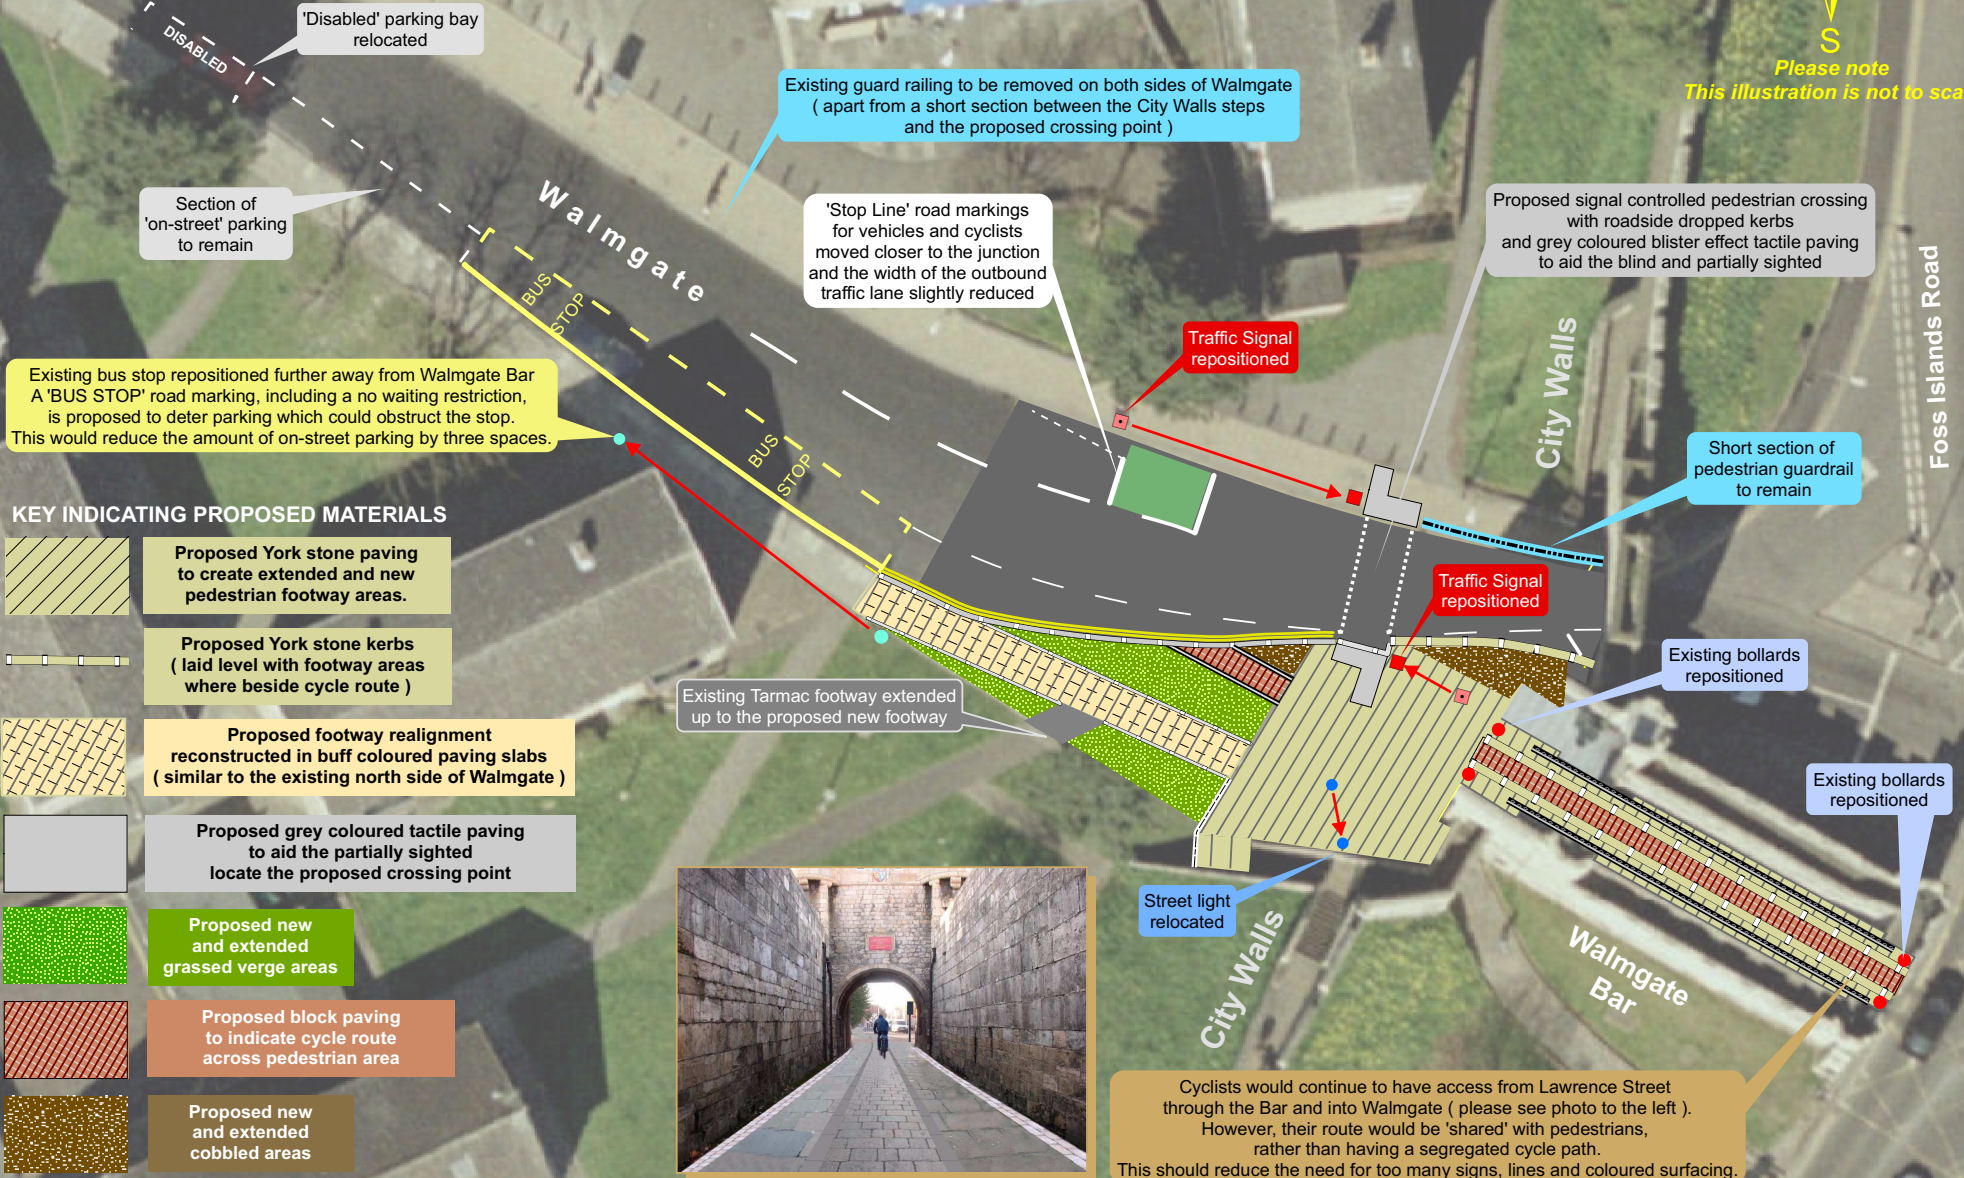 'Disabled' parking bay
relocated
DISABLED
Existing guard railing to be removed on both sides of Walmgate
( apart from a short section between the City Walls steps
and the proposed crossing point )
S
Please note
This illustration is not to sca
Section of
'on-street' parking
to remain
Walmgate
'Stop Line' road markings
for vehicles and cyclists
moved closer to the junction
and the width of the outbound
traffic lane slightly reduced
Proposed signal controlled pedestrian crossing
with roadside dropped kerbs
and grey coloured blister effect tactile paving
to aid the blind and partially sighted
Foss Islands Road
City Walls
BUS
STOP
Traffic Signal
repositioned
Existing bus stop repositioned further away from Walmgate Bar
A 'BUS STOP' road marking, including a no waiting restriction,
is proposed to deter parking which could obstruct the stop.
This would reduce the amount of on-street parking by three spaces.
BUS
STOP
Short section of
pedestrian guardrail
to remain
Traffic Signal
repositioned
KEY INDICATING PROPOSED MATERIALS
Proposed York stone paving
to create extended and new
pedestrian footway areas.
Proposed York stone kerbs
( laid level with footway areas
where beside cycle route )
Proposed footway realignment
reconstructed in buff coloured paving slabs
( similar to the existing north side of Walmgate )
Proposed grey coloured tactile paving
to aid the partially sighted
locate the proposed crossing point
Proposed new
and extended
grassed verge areas
Proposed block paving
to indicate cycle route
across pedestrian area
Proposed new
and extended
cobbled areas
Existing Tarmac footway extended
up to the proposed new footway
Existing bollards
repositioned
Existing bollards
repositioned
Street light
relocated
City Walls
Walmgate
Bar
Cyclists would continue to have access from Lawrence Street
through the Bar and into Walmgate ( please see photo to the left ).
However, their route would be 'shared' with pedestrians,
rather than having a segregated cycle path.
This should reduce the need for too many signs, lines and coloured surfacing.